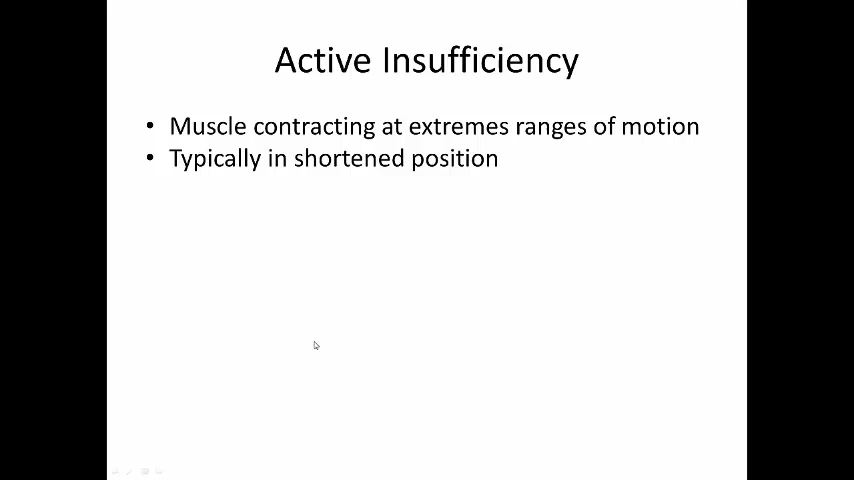 Active Insufficiency
• Muscle contracting at extremes ranges of motion
• Typically in shortened position